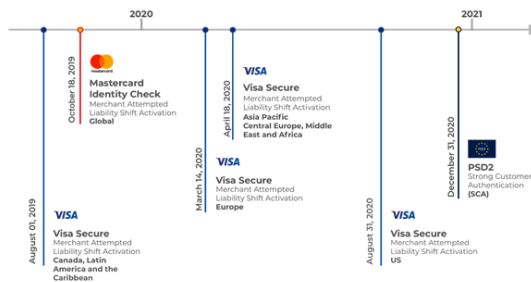 2020
2021
October 18, 2019
mastercard
Mastercard
Identity Check
Merchant Attempted
Liability Shift Activation
Global
April 18, 2020
VISA
Visa Secure
Merchant Attempted
Liability Shift Activation
Asia Pacific
Central Europe, Middle
East and Africa
March 14, 2020
VISA
Visa Secure
Merchant Attempted
Liability Shift Activation
Europe
December 31, 2020
PSD2
Strong Customer
Authentication
(SCA)
August 01, 2019
VISA
Visa Secure
Merchant Attempted
Liability Shift Activation
Canada, Latin
America and the
Caribbean
August 31, 2020
VISA
Visa Secure
Merchant Attempted
Liability Shift Activation
US